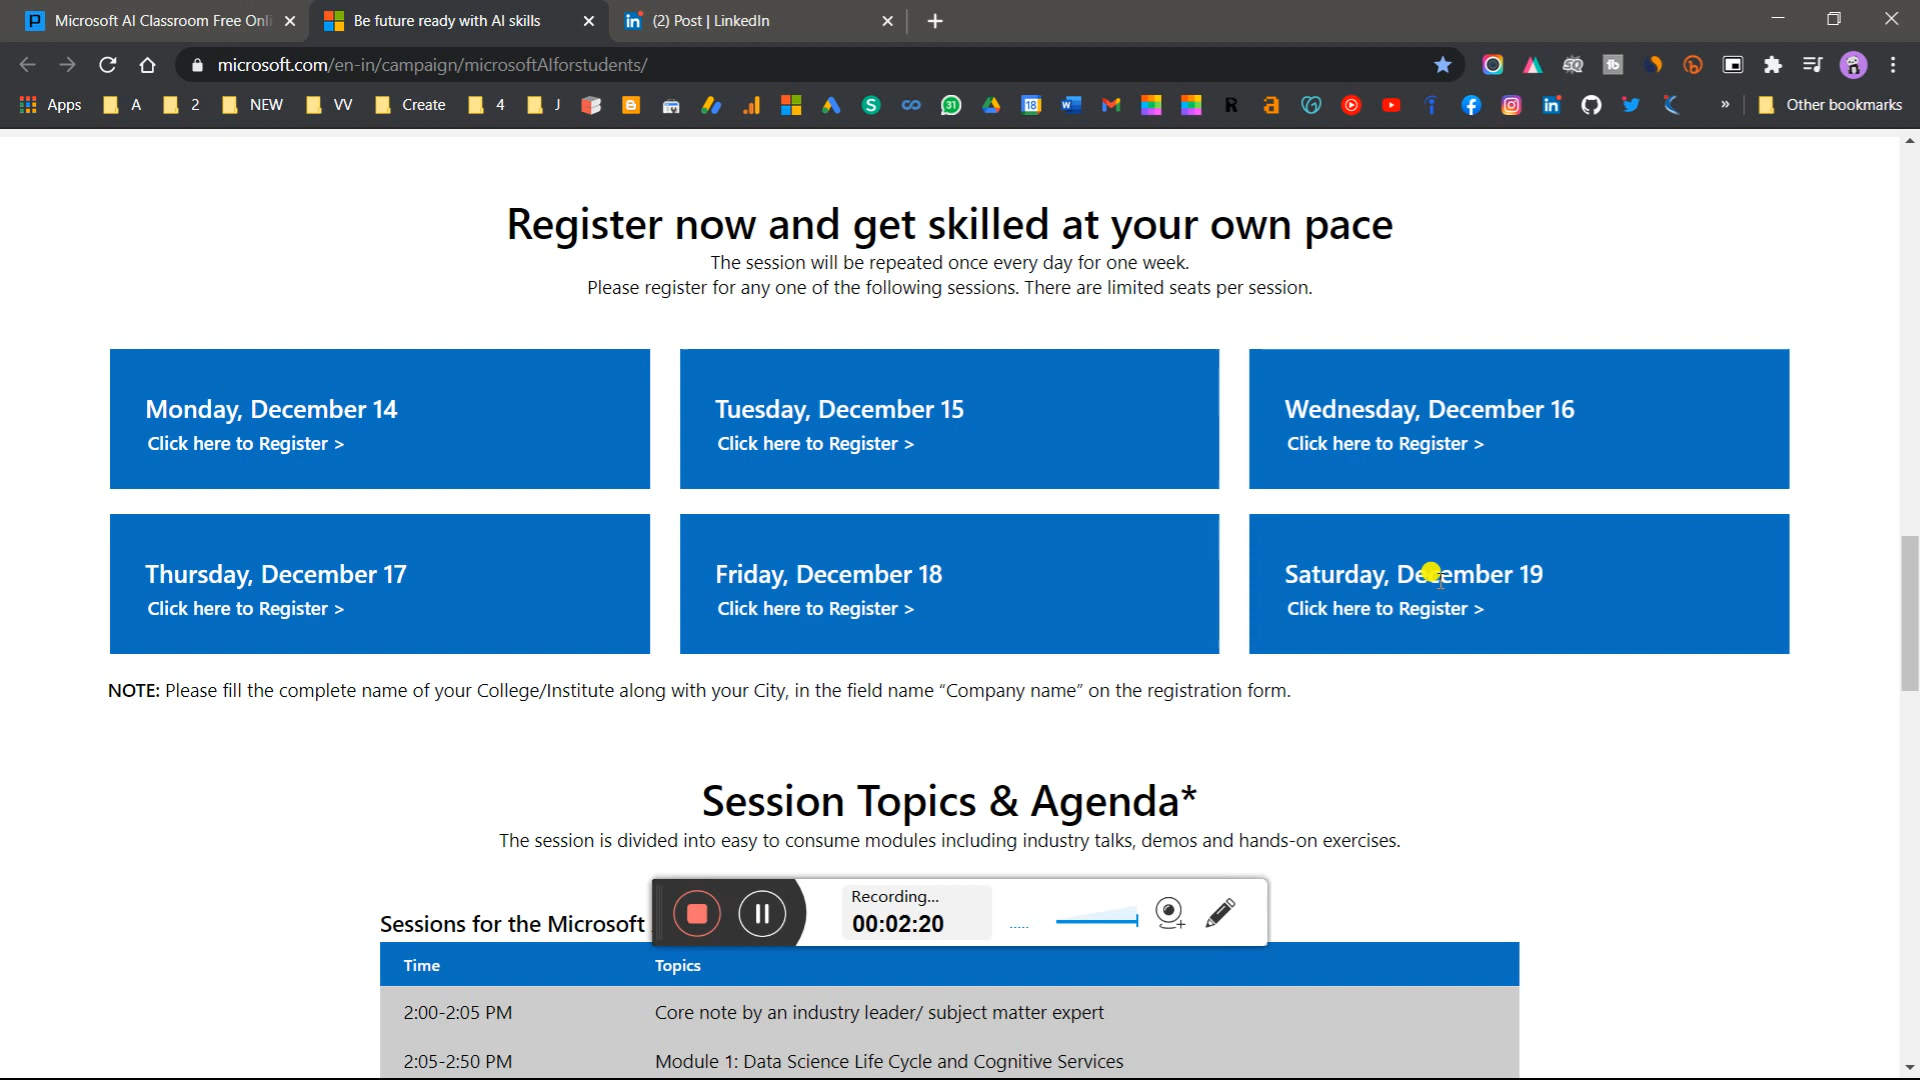 Microsoft AI Classroom Free Onli
Be future ready with AI skills
(2) Post | LinkedIn
microsoft.com/en-in/campaign/microsoftAIforstudents/
Apps A 2 NEW VV Create 4 J Other bookmarks
Register now and get skilled at your own pace
The session will be repeated once every day for one week.
Please register for any one of the following sessions. There are limited seats per session.
Monday, December 14
Click here to Register >
Tuesday, December 15
Click here to Register >
Wednesday, December 16
Click here to Register >
Thursday, December 17
Click here to Register >
Friday, December 18
Click here to Register >
Saturday, December 19
Click here to Register >
NOTE: Please fill the complete name of your College/Institute along with your City, in the field name “Company name” on the registration form.
Session Topics & Agenda*
The session is divided into easy to consume modules including industry talks, demos and hands-on exercises.
Recording...
00:02:20
Sessions for the Microsoft
Time Topics
2:00-2:05 PM Core note by an industry leader/ subject matter expert
2:05-2:50 PM Module 1: Data Science Life Cycle and Cognitive Services